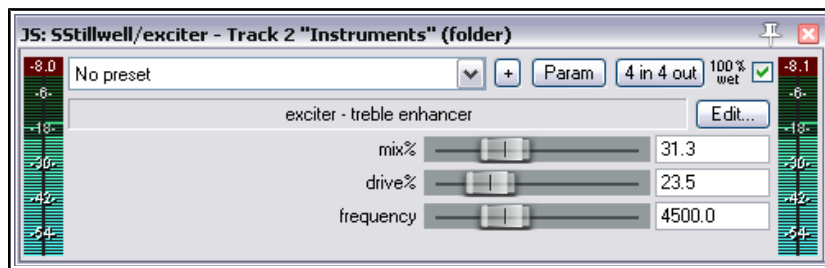 JS: SStillwell/exciter - Track 2 "Instruments" (folder)
-8.0 No preset + Param 4 in 4 out 100% wet -8.1
-6- -6-
exciter - treble enhancer Edit...
-18- -18-
mix% 31.3
-30- -30-
drive% 23.5
-42- -42-
frequency 4500.0
-54- -54-